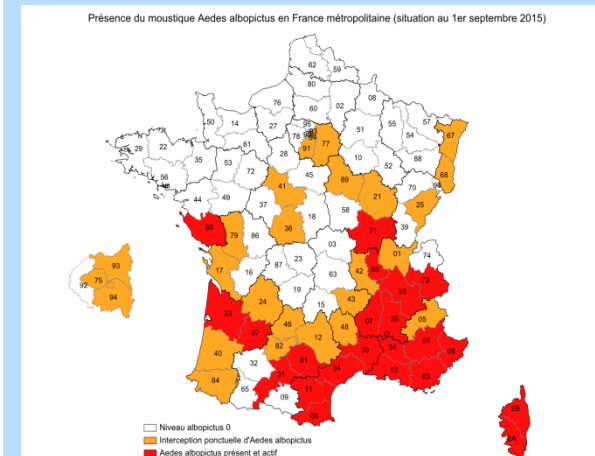 Présence du moustique Aedes albopictus en France métropolitaine (situation au 1er septembre 2015)
62 59
80
76 60 02 08
50 14 27 95 51 55 57 67
61 78 77 54
29 22 35 53 28 91 10 88 68
56 72 45 89 52 70 90
44 49 37 41 21 25
85 79 86 36 18 58 71 39
17 16 87 23 03 42 69 01 74
63 73
33 24 19 15 43 38
47 46 48 07 26 05
40 82 12 30 84 04 06
64 32 31 81 34 13 83
65 09 11
66
93
92 75
94
2B
2A
Niveau albopictus 0
Interception ponctuelle d'Aedes albopictus
Aedes albopictus présent et actif